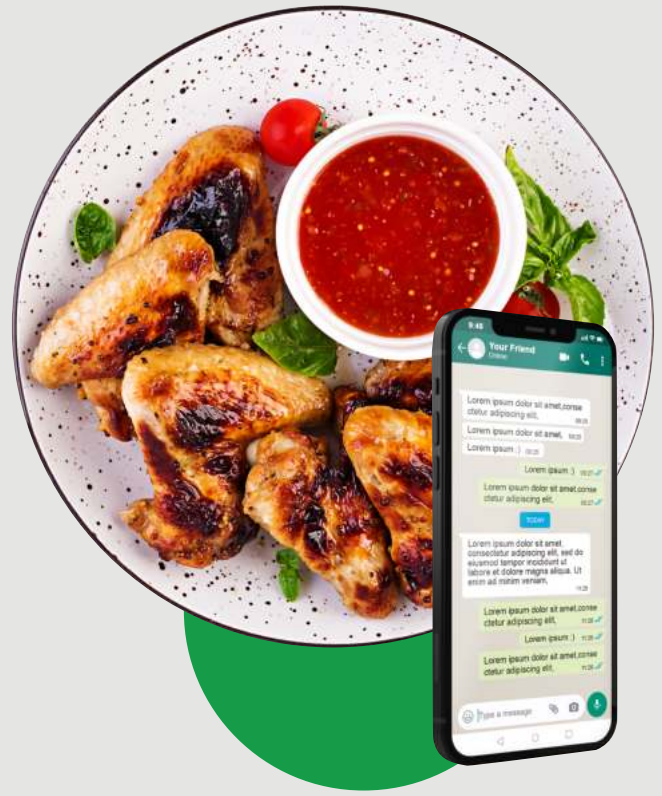 9:48
Your Friend
Online
Lorem ipsum dolor sit amet,conse
ctetur adipiscing elit,
Lorem ipsum dolor sit amet,
Lorem ipsum :)
Lorem ipsum :)
Lorem ipsum dolor sit amet,conse
ctetur adipiscing elit,
TODAY
Lorem ipsum dolor sit amet,
consectetur adipiscing elit, sed do
eiusmod tempor incididunt ut
labore et dolore magna aliqua. Ut
enim ad minim veniam,
Lorem ipsum dolor sit amet,conse
ctetur adipiscing elit,
Lorem ipsum :)
Lorem ipsum dolor sit amet,conse
ctetur adipiscing elit,
Type a message